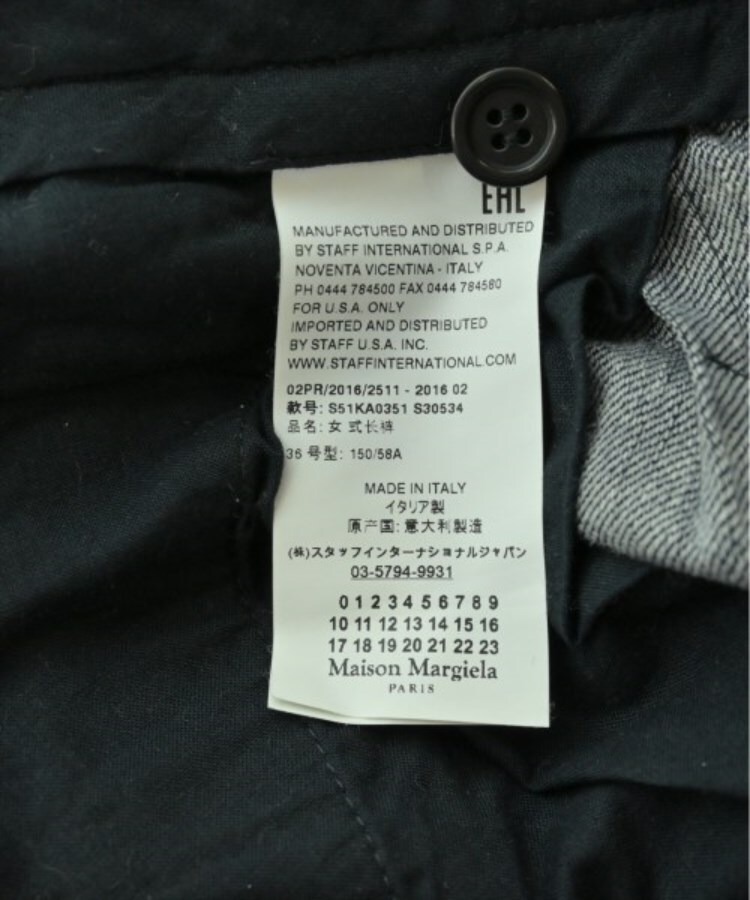 EAC
MANUFACTURED AND DISTRIBUTED
BY STAFF INTERNATIONAL S.P.A.
NOVENTA VICENTINA - ITALY
PH 0444 784500 FAX 0444 784580
FOR U.S.A. ONLY
IMPORTED AND DISTRIBUTED
BY STAFF U.S.A. INC.
WWW.STAFFINTERNATIONAL.COM
02PR/2016/2511 - 2016 02
款号: S51KA0351 S30534
品名: 女 式长裤
36 号型: 150/58A
MADE IN ITALY
イタリア製
原产国: 意大利製造
(株)スタッフインターナショナルジャパン
03-5794-9931
0 1 2 3 4 5 6 7 8 9
10 11 12 13 14 15 16
17 18 19 20 21 22 23
Maison Margiela
PARIS